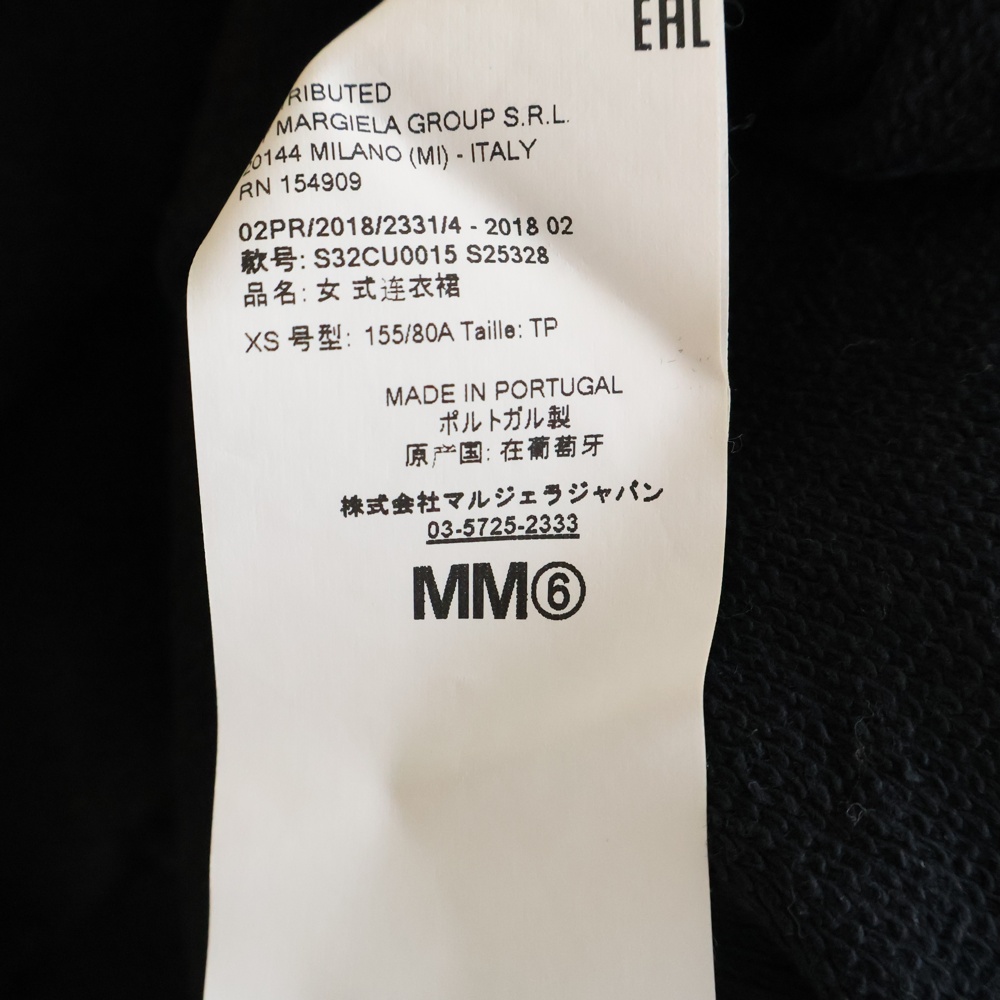 EAC
RIBUTED
MARGIELA GROUP S.R.L.
20144 MILANO (MI) - ITALY
RN 154909
02PR/2018/2331/4 - 2018 02
款号: S32CU0015 S25328
品名: 女 式连衣裙
XS 号型: 155/80A Taille: TP
MADE IN PORTUGAL
ポルトガル製
原产国: 在葡萄牙
株式会社マルジェラジャパン
03-5725-2333
MM⑥